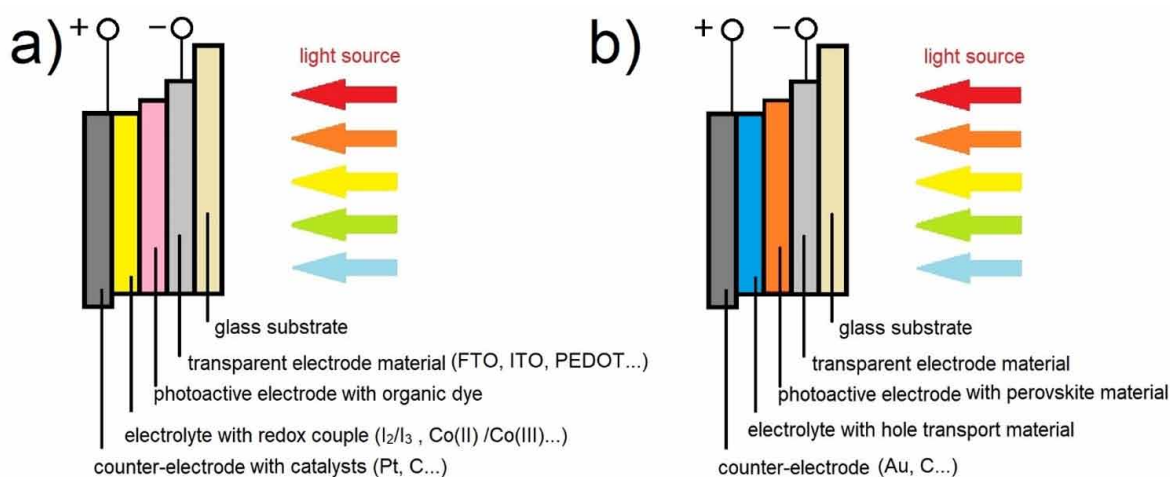 a)
+
−
light source
glass substrate
transparent electrode material (FTO, ITO, PEDOT...)
photoactive electrode with organic dye
electrolyte with redox couple (I₂/I₃ , Co(II) /Co(III)...)
counter-electrode with catalysts (Pt, C...)
b)
+
−
light source
glass substrate
transparent electrode material
photoactive electrode with perovskite material
electrolyte with hole transport material
counter-electrode (Au, C...)